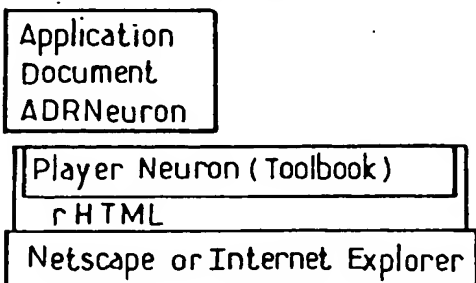 Application
Document
ADRNeuron
Player Neuron (Toolbook)
rHTML
Netscape or Internet Explorer